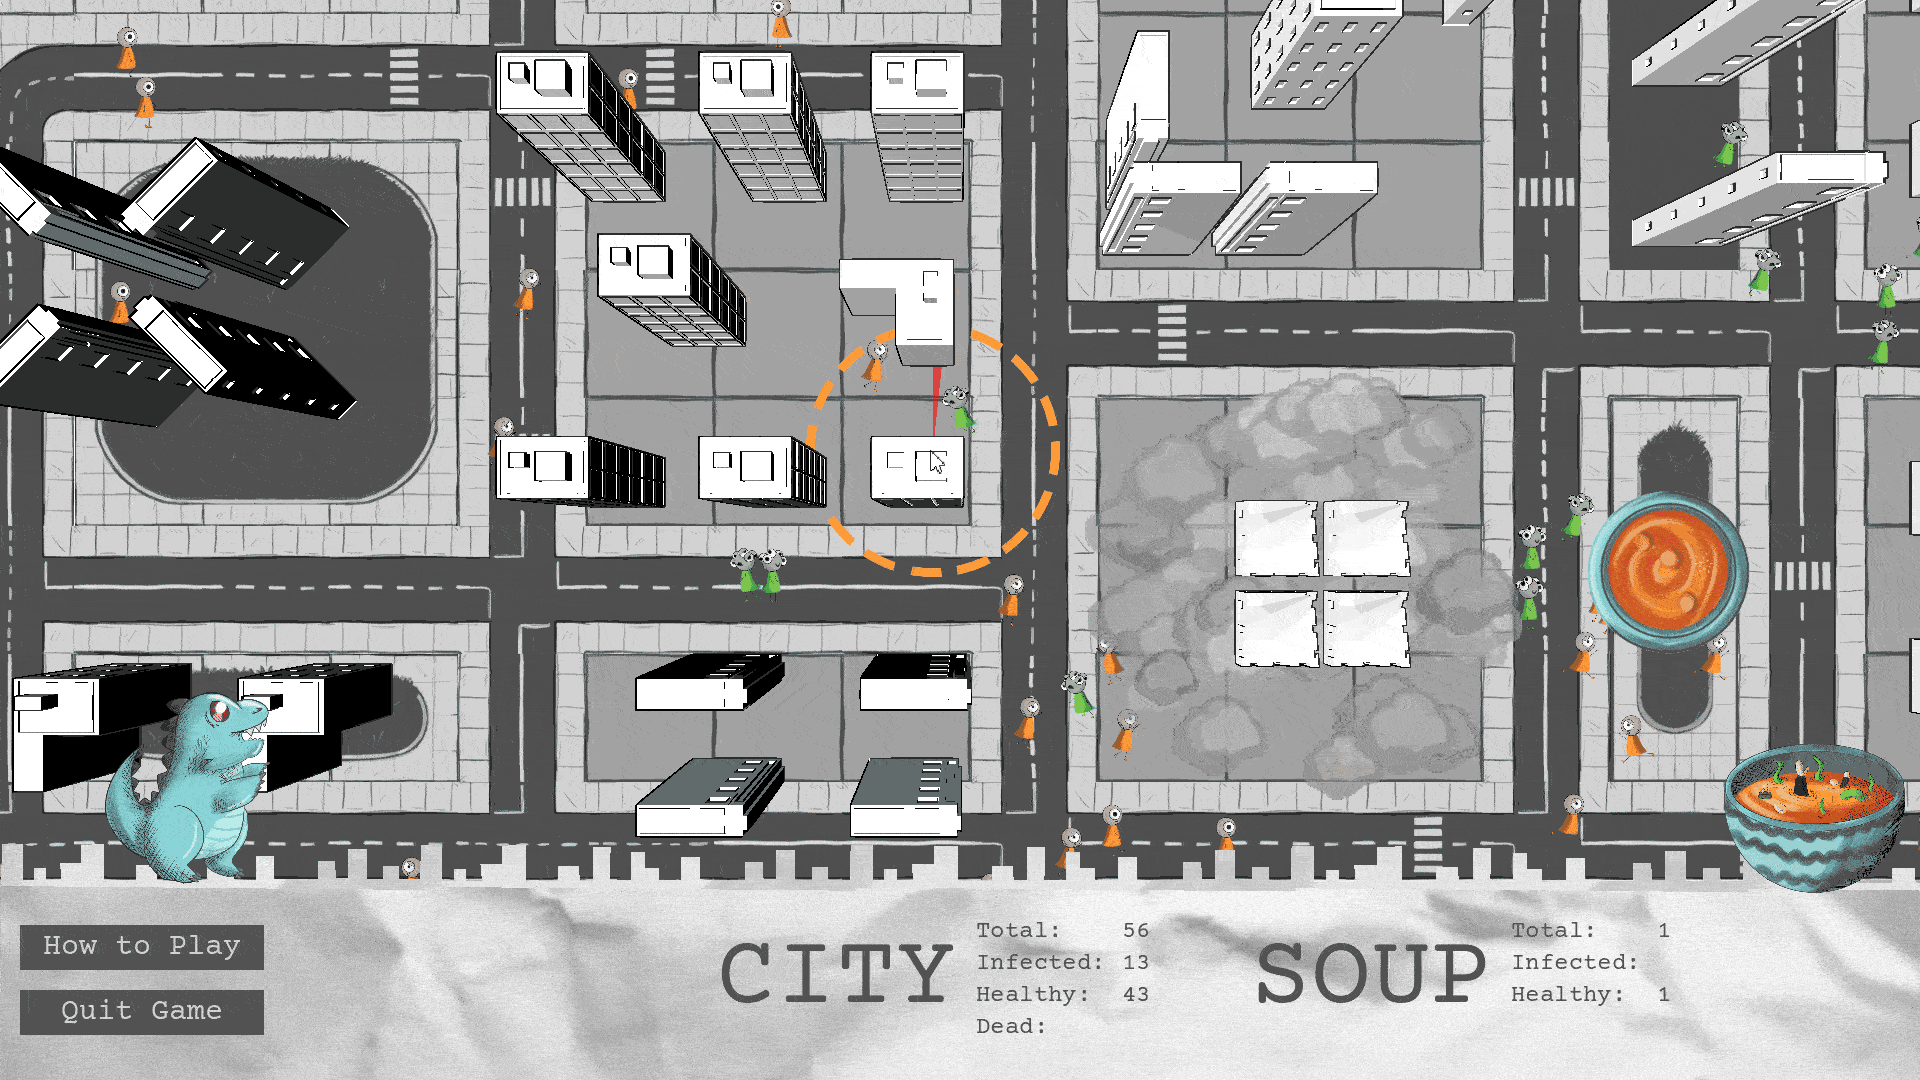 How to Play
Quit Game
CITY
Total: 56
Infected: 13
Healthy: 43
Dead:
SOUP
Total: 1
Infected:
Healthy: 1